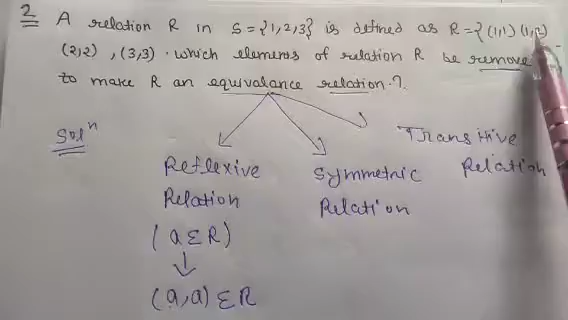 2 A relation R in S = {1,2,3} is defined as R = { (1,1) (1,2)
(2,2) , (3,3) . which elements of relation R be remove
to make R an equivalance relation.?
Solⁿ
Transitive
Relation
Reflexive
Relation
Symmetric
Relation
(a Σ R)
↓
(a,a) Σ R